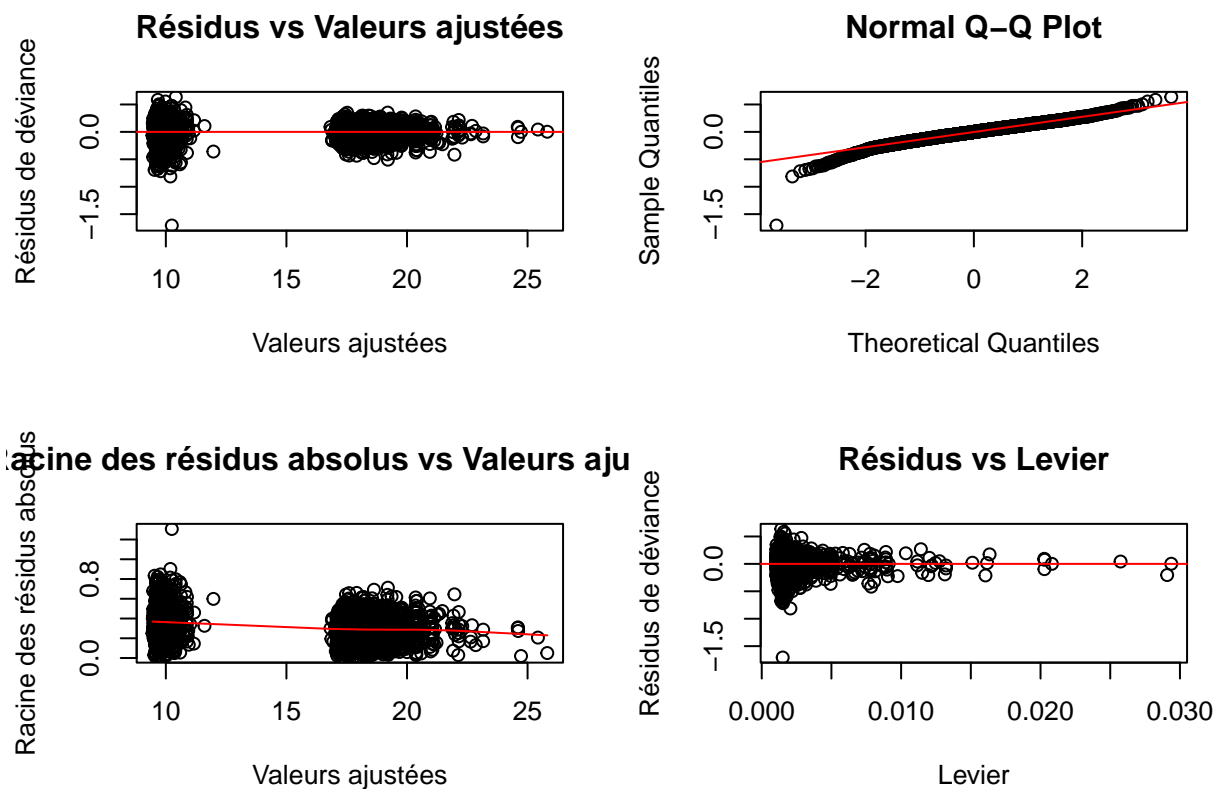 Résidus vs Valeurs ajustées
Résidus de déviance
0.0
−1.5
10 15 20 25
Valeurs ajustées
Normal Q−Q Plot
Sample Quantiles
0.0
−1.5
−2 0 2
Theoretical Quantiles
acine des résidus absolus vs Valeurs aju
Racine des résidus absolus
0.8
0.0
10 15 20 25
Valeurs ajustées
Résidus vs Levier
Résidus de déviance
0.0
−1.5
0.000 0.010 0.020 0.030
Levier